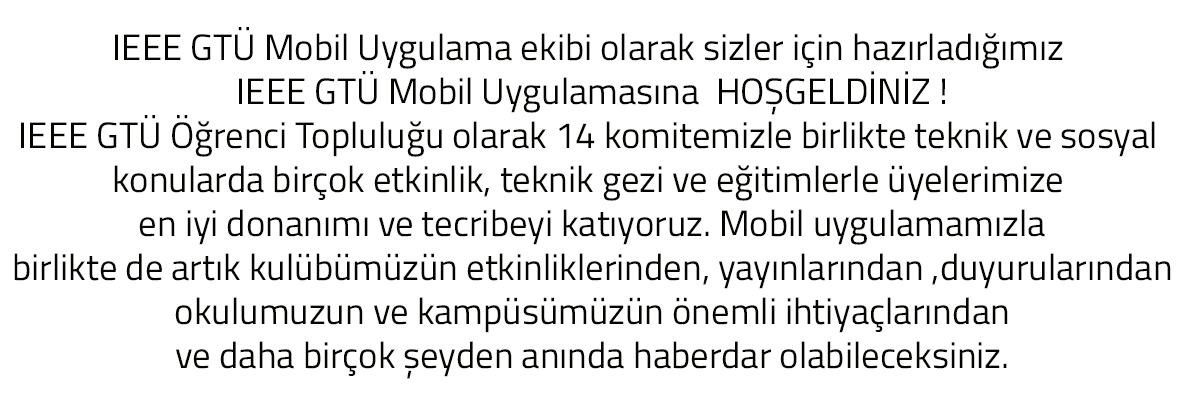 IEEE GTÜ Mobil Uygulama ekibi olarak sizler için hazırladığımız
IEEE GTÜ Mobil Uygulamasına  HOŞGELDİNİZ !
IEEE GTÜ Öğrenci Topluluğu olarak 14 komitemizle birlikte teknik ve sosyal
konularda birçok etkinlik, teknik gezi ve eğitimlerle üyelerimize
en iyi donanımı ve tecribeyi katıyoruz. Mobil uygulamamızla
birlikte de artık kulübümüzün etkinliklerinden, yayınlarından ,duyurularından
okulumuzun ve kampüsümüzün önemli ihtiyaçlarından
ve daha birçok şeyden anında haberdar olabileceksiniz.